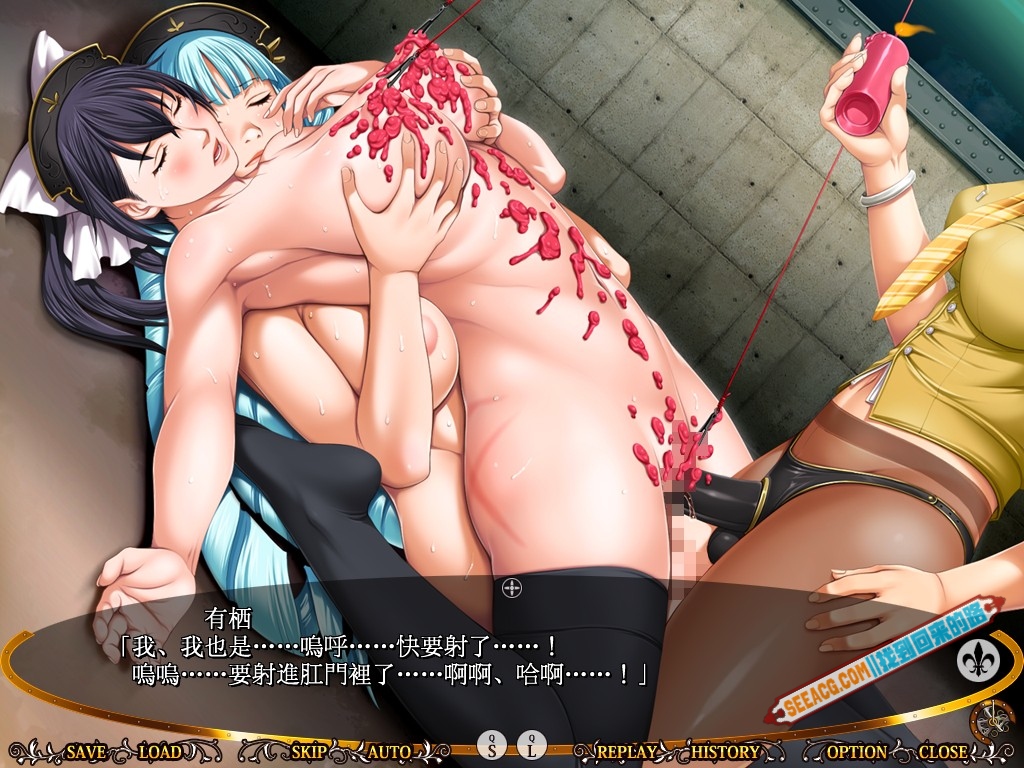 有栖
「我、我也是……嗚呼……快要射了……！
嗚嗚……要射進肛門裡了……啊啊、哈啊……！」
SEEACG.COM||找到回来的路
SAVE LOAD SKIP AUTO Q S Q L REPLAY HISTORY OPTION CLOSE